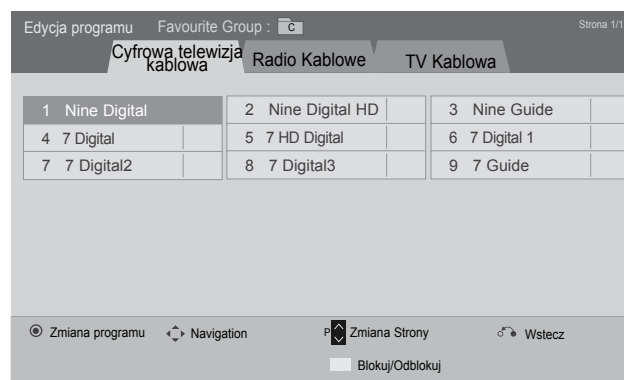 Edycja programu Favourite Group : C Strona 1/1
Cyfrowa telewizja kablowa Radio Kablowe TV Kablowa
1 Nine Digital 2 Nine Digital HD 3 Nine Guide
4 7 Digital 5 7 HD Digital 6 7 Digital 1
7 7 Digital2 8 7 Digital3 9 7 Guide
Zmiana programu Navigation P Zmiana Strony Wstecz
Blokuj/Odblokuj